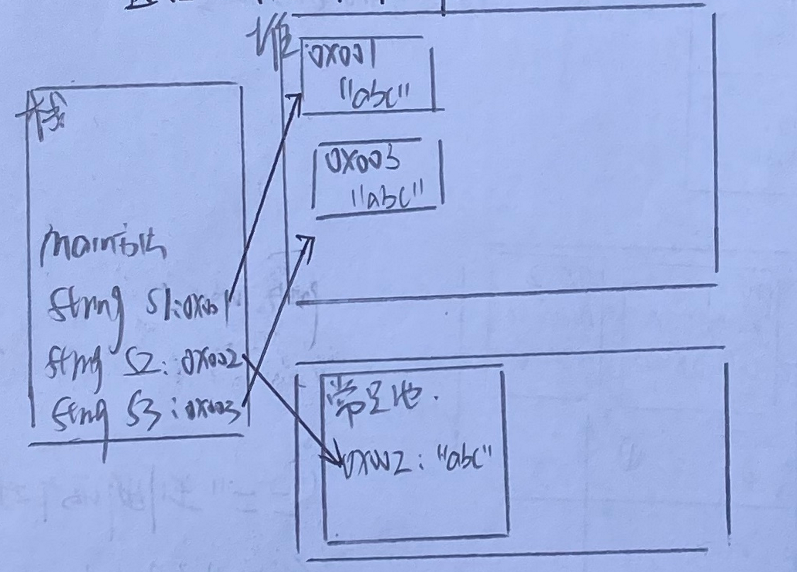 堆
0x001
"abc"
栈
0x003
"abc"
main方法
String S1:0x001
String S2:0x002
String S3:0x003
常量池.
0x002:"abc"